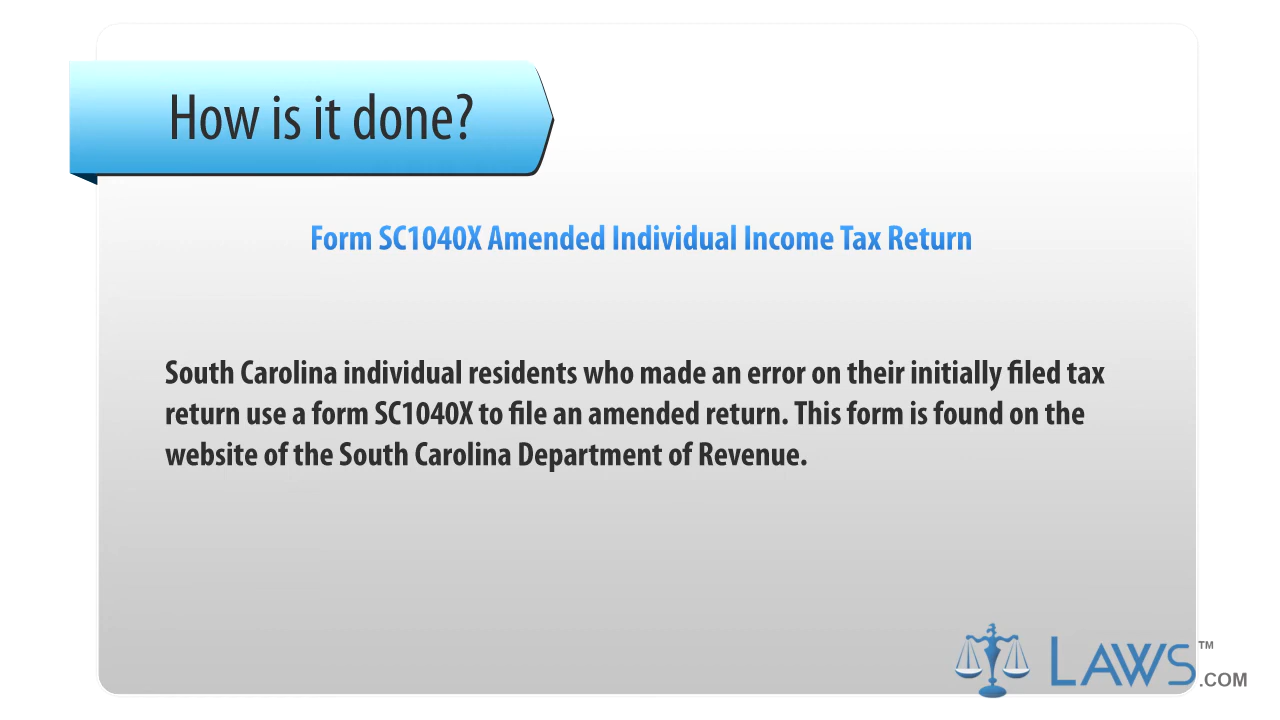 How is it done?
Form SC1040X Amended Individual Income Tax Return
South Carolina individual residents who made an error on their initially filed tax
return use a form SC1040X to file an amended return. This form is found on the
website of the South Carolina Department of Revenue.
LAWS™
.COM